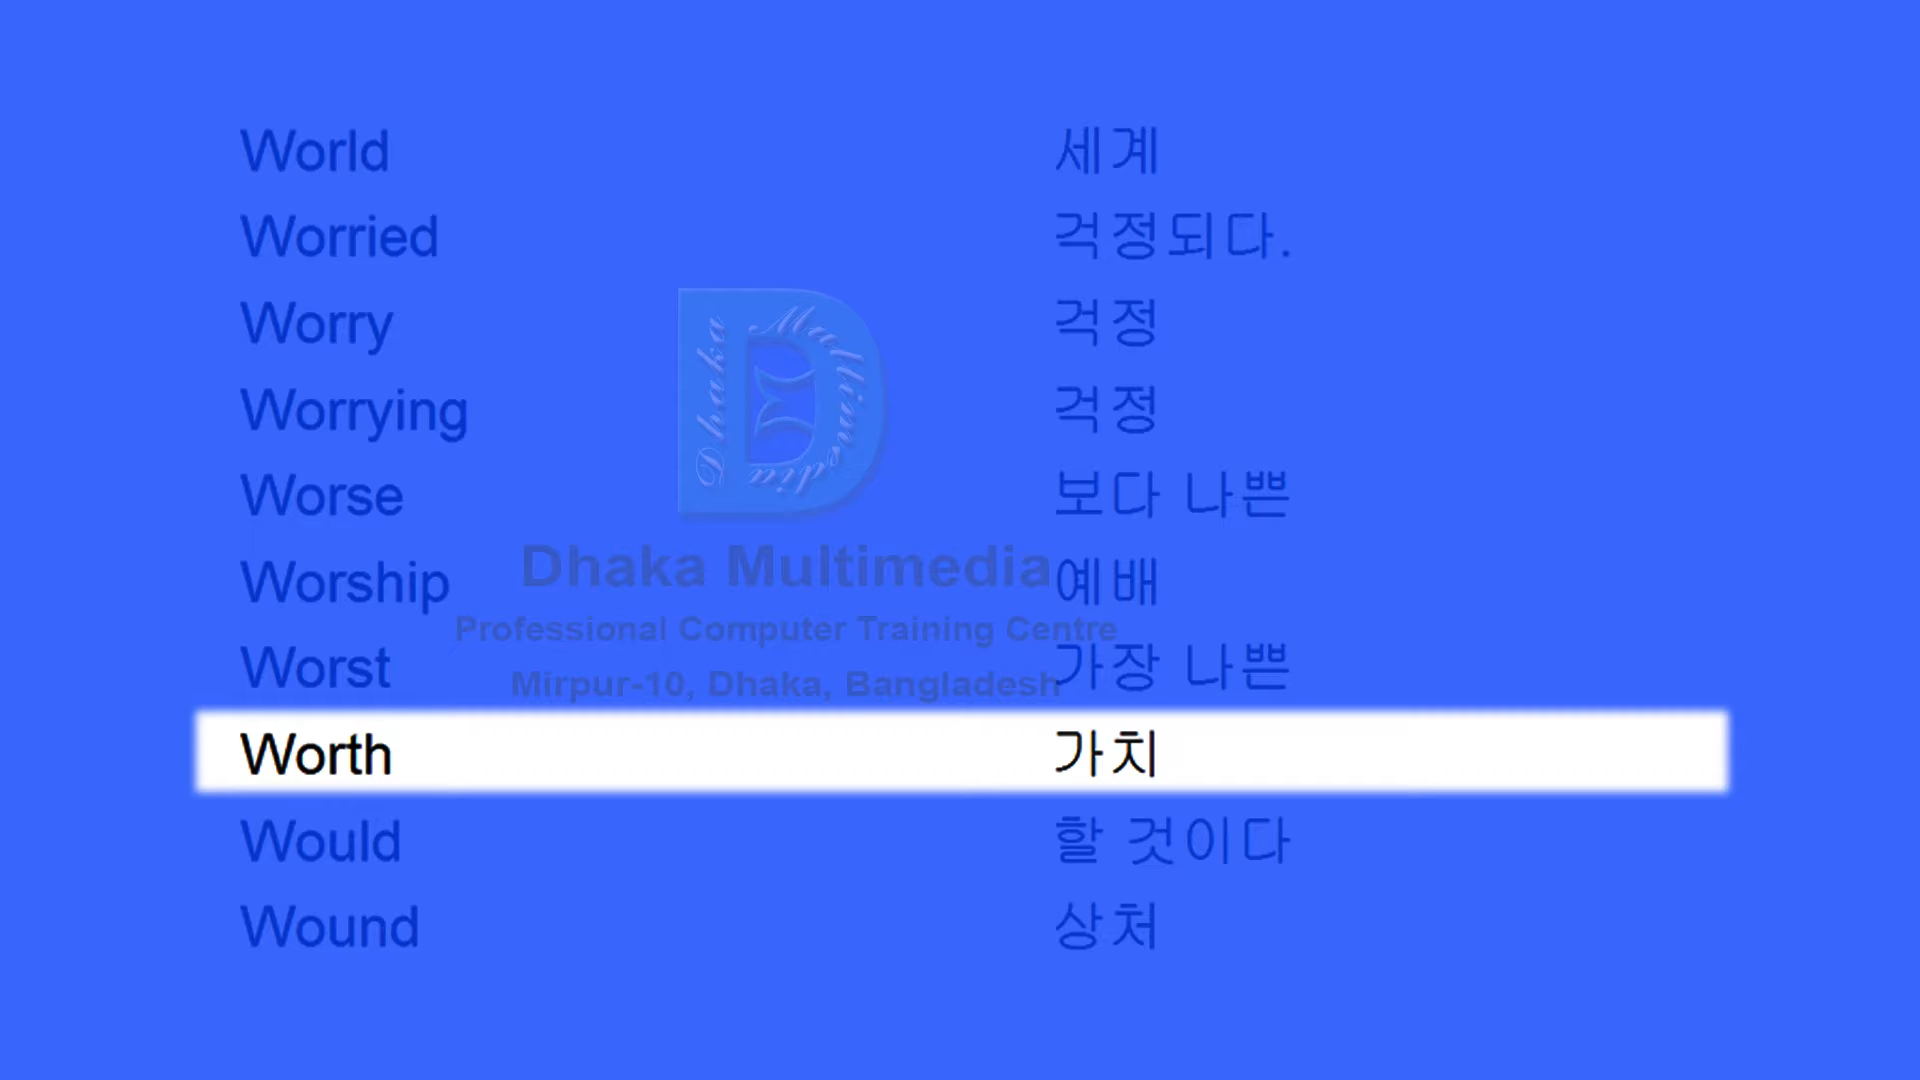 World 세계
Worried 걱정되다.
Worry 걱정
Worrying 걱정
Worse 보다 나쁜
Worship 예배
Worst 가장 나쁜
Worth 가치
Would 할 것이다
Wound 상처
Dhaka Multimedia
Dhaka Multimedia
Professional Computer Training Centre
Mirpur-10, Dhaka, Bangladesh